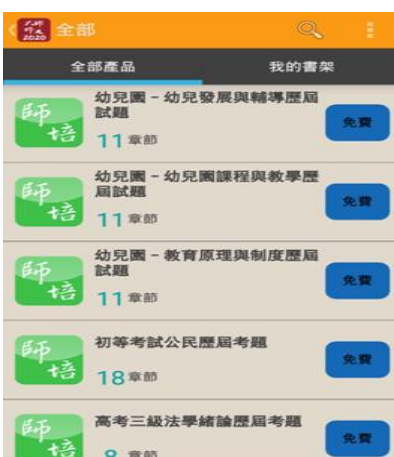 全部
全部產品
我的書架
師培
幼兒園－幼兒發展與輔導歷屆
試題
11 章節
免費
師培
幼兒園－幼兒園課程與教學歷
屆試題
11 章節
免費
師培
幼兒園－教育原理與制度歷屆
試題
11 章節
免費
師培
初等考試公民歷屆考題
18 章節
免費
師培
高考三級法學緒論歷屆考題
章節
免費